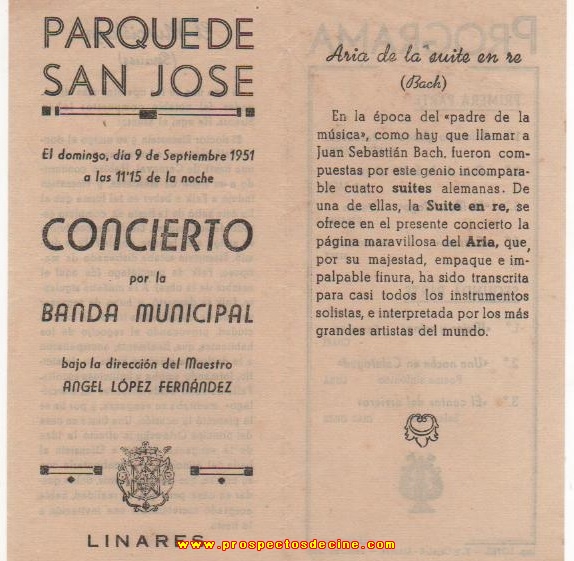 PARQUE DE
SAN JOSE
El domingo, dia 9 de Septiembre 1951
a las 11'15 de la noche
CONCIERTO
por la
BANDA MUNICIPAL
bajo la dirección del Maestro
ANGEL LÓPEZ FERNÁNDEZ
LINARES
Aria de la suite en re
(Bach)
En la época del «padre de la
música», como hay que llamar a
Juan Sebastián Bach, fueron com-
puestas por este genio incompara-
ble cuatro suites alemanas. De
una de ellas, la Suite en re, se
ofrece en el presente concierto la
página maravillosa del Aria, que,
por su majestad, empaque e im-
palpable finura, ha sido transcrita
para casi todos los instrumentos
solistas, e interpretada por los más
grandes artistas del mundo.
www.prospectosdecine.com